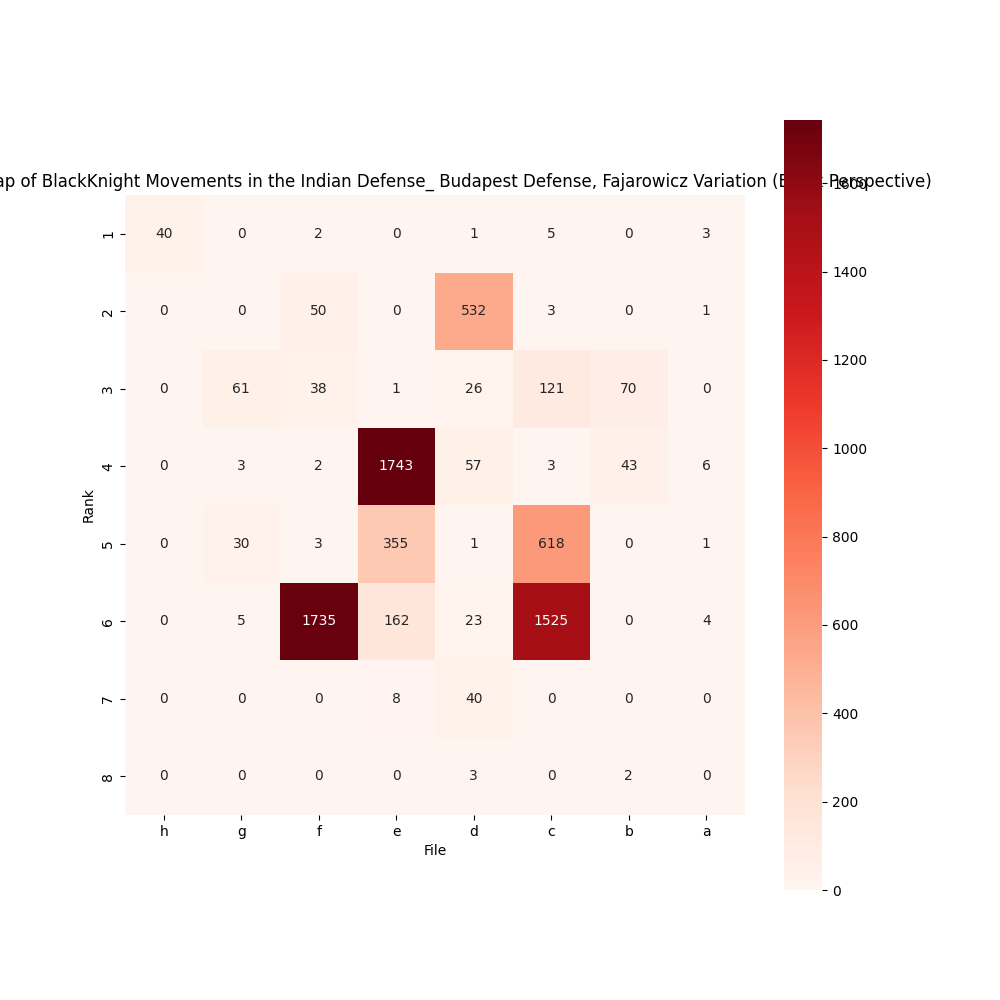 ap of BlackKnight Movements in the Indian Defense_ Budapest Defense, Fajarowicz Variation (B Perspective)
1600
1 40 0 2 0 1 5 0 3
1400
2 0 0 50 0 532 3 0 1
1200
3 0 61 38 1 26 121 70 0
1000
4 0 3 2 1743 57 3 43 6
Rank
800
5 0 30 3 355 1 618 0 1
600
6 0 5 1735 162 23 1525 0 4
400
7 0 0 0 8 40 0 0 0
200
8 0 0 0 0 3 0 2 0
0
h g f e d c b a
File